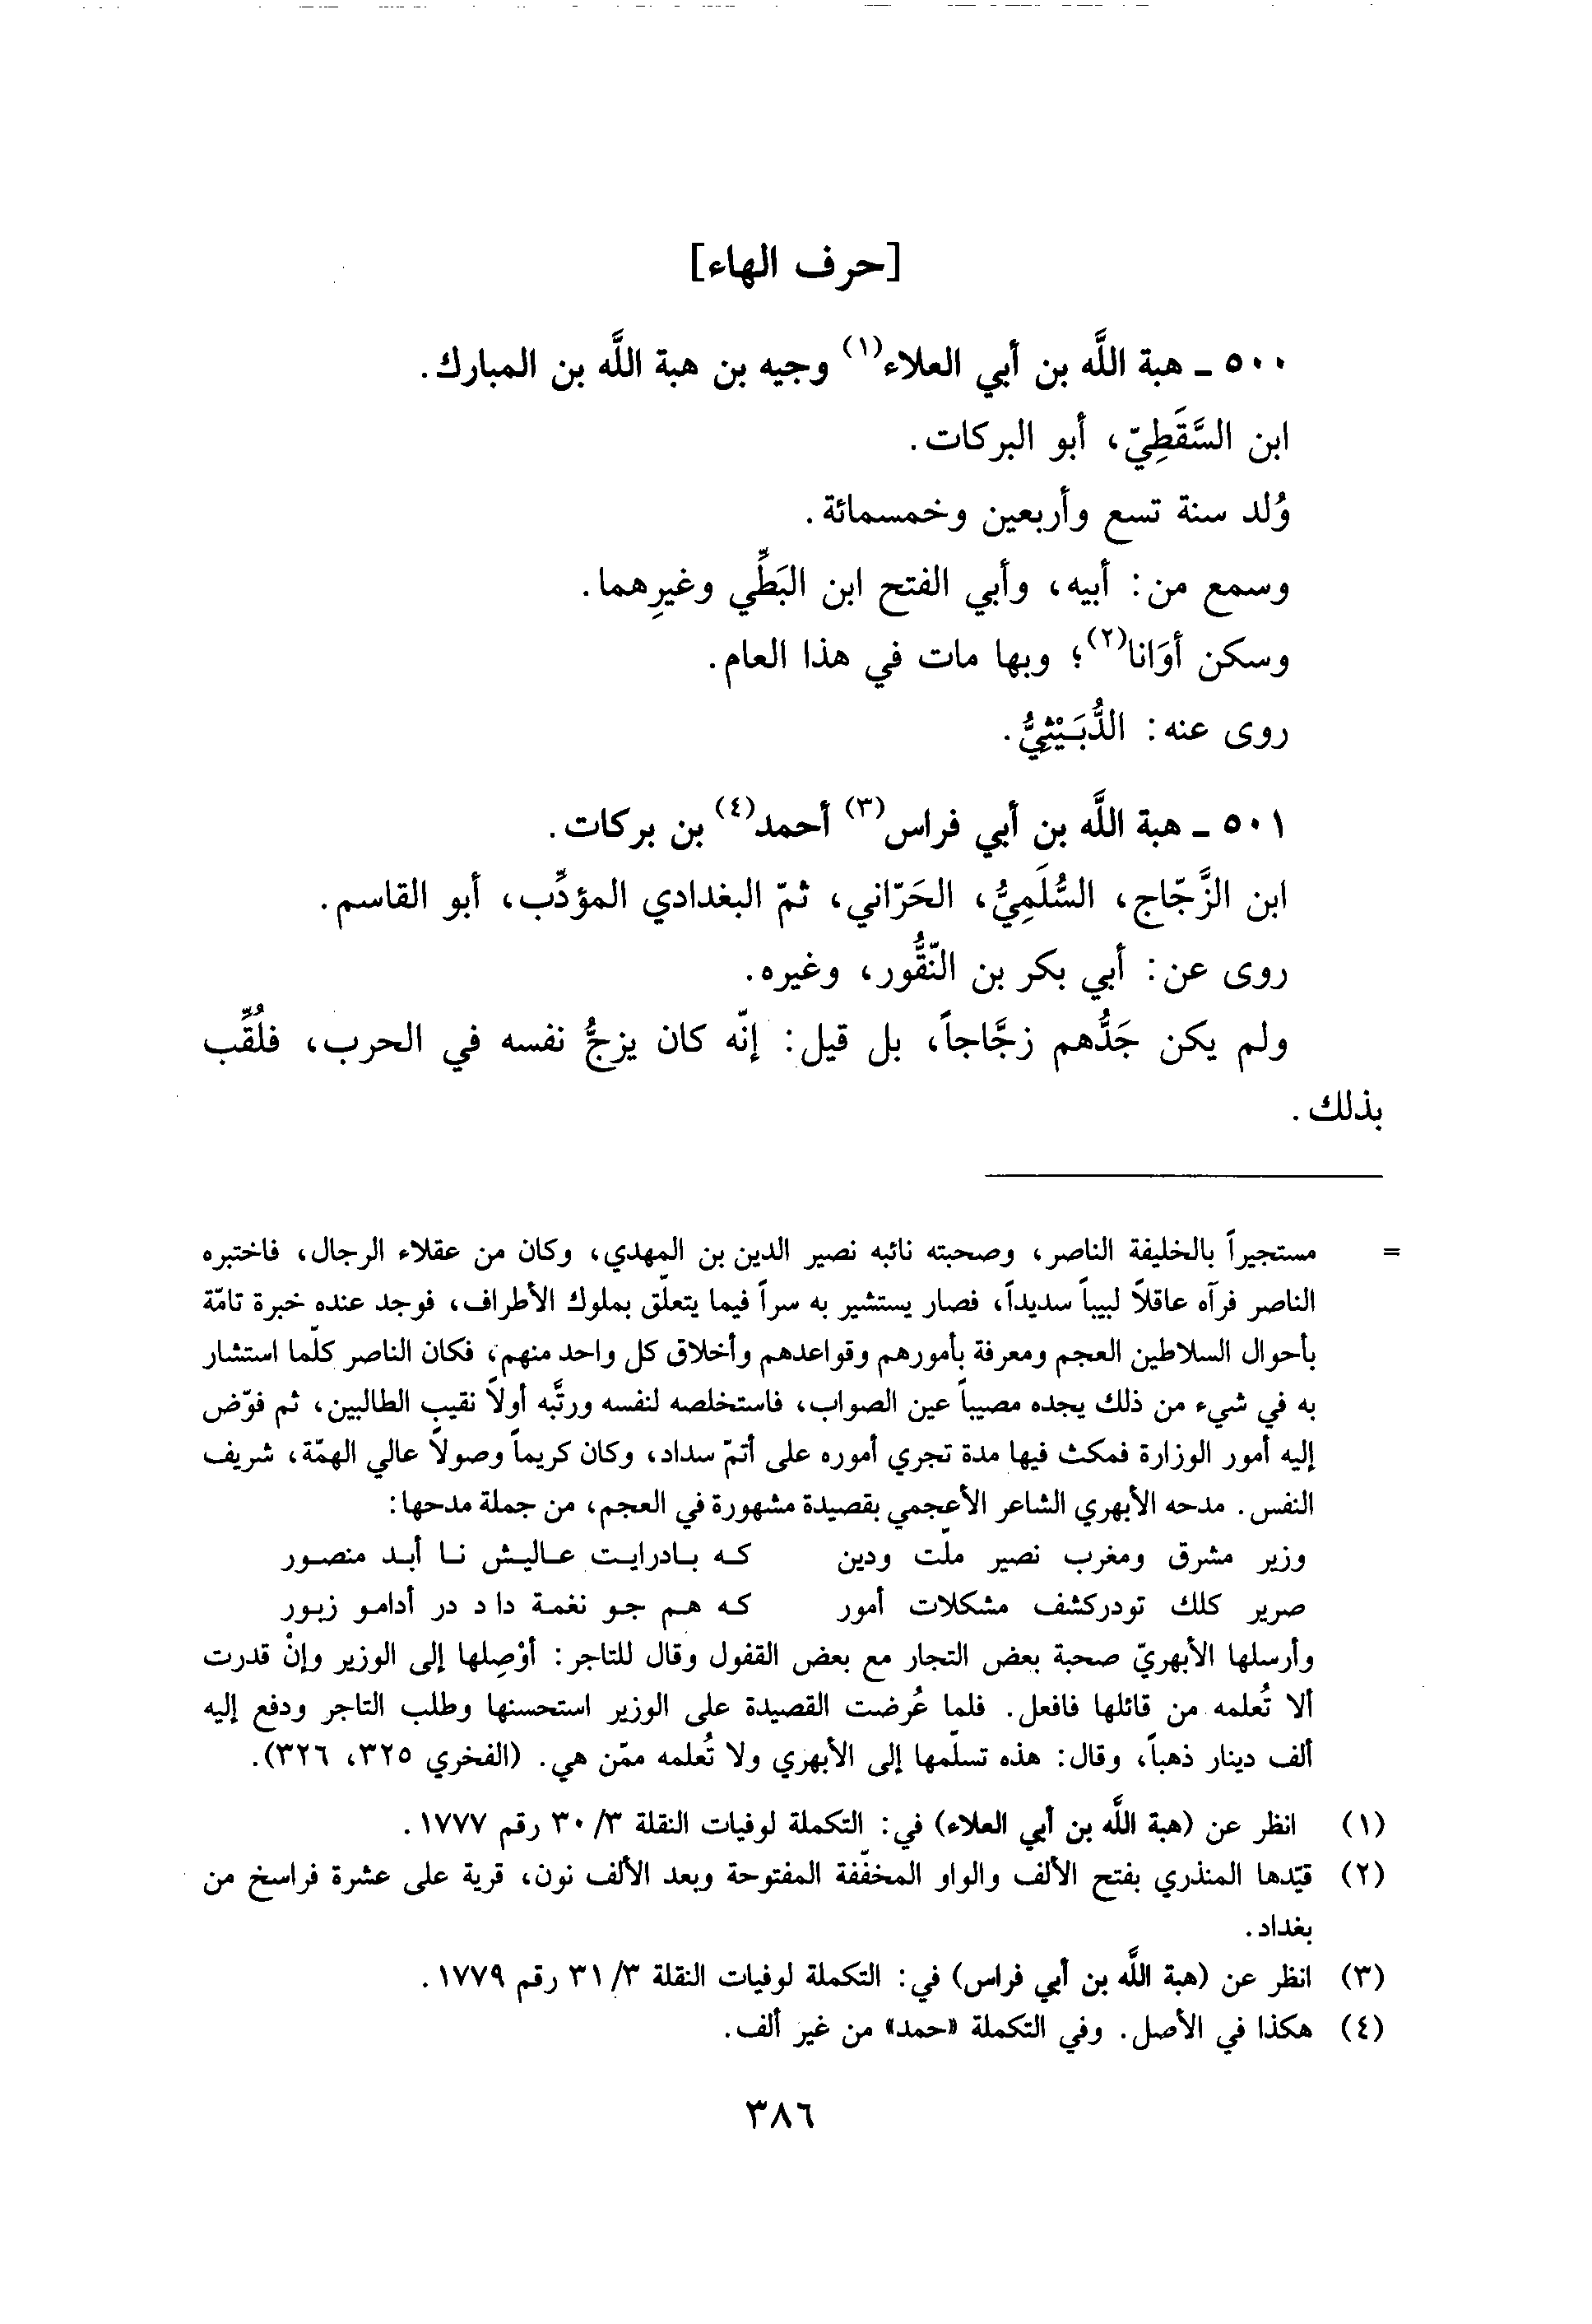 [حرف الهاء]
٥٠٠ ـ هبة اللَّه بن أبي العلاء(١) وجيه بن هبة اللَّه بن المبارك.
ابن السَّقَطِيّ، أبو البركات.
وُلد سنة تسع وأربعين وخمسمائة.
وسمع من: أبيه، وأبي الفتح ابن البَطِّي وغيرِهما.
وسكن أوَانا(٢)؛ وبها مات في هذا العام.
روى عنه: الدُّبَيْثِيُّ.
٥٠١ ـ هبة اللَّه بن أبي فراس(٣) أحمد(٤) بن بركات.
ابن الزَّجّاج، السُّلَمِيُّ، الحَرّاني، ثمّ البغدادي المؤدِّب، أبو القاسم.
روى عن: أبي بكر بن النّقُّور، وغيره.
ولم يكن جَدُّهم زجَّاجاً، بل قيل: إنّه كان يزجُّ نفسه في الحرب، فلُقِّب
بذلك.
= مستجيراً بالخليفة الناصر، وصحبته نائبه نصير الدين بن المهدي، وكان من عقلاء الرجال، فاختبره
الناصر فرآه عاقلاً لبيباً سديداً، فصار يستشير به سراً فيما يتعلّق بملوك الأطراف، فوجد عنده خبرة تامّة
بأحوال السلاطين العجم ومعرفة بأمورهم وقواعدهم وأخلاق كل واحد منهم، فكان الناصر كلّما استشار
به في شيء من ذلك يجده مصيباً عين الصواب، فاستخلصه لنفسه ورتَّبه أولاً نقيب الطالبين، ثم فوّض
إليه أمور الوزارة فمكث فيها مدة تجري أموره على أتمّ سداد، وكان كريماً وصولاً عالي الهمّة، شريف
النفس. مدحه الأبهري الشاعر الأعجمي بقصيدة مشهورة في العجم، من جملة مدحها:
وزير مشرق ومغرب نصير ملّت ودين كه بادرايت عاليش نا أبد منصور
صرير كلك تودركشف مشكلات أمور كه هم جو نغمة داد در أدامو زبور
وأرسلها الأبهريّ صحبة بعض التجار مع بعض القفول وقال للتاجر: أوْصِلها إلى الوزير وإنْ قدرت
ألا تُعلمه من قائلها فافعل. فلما عُرضت القصيدة على الوزير استحسنها وطلب التاجر ودفع إليه
ألف دينار ذهباً، وقال: هذه تسلّمها إلى الأبهري ولا تُعلمه ممّن هي. (الفخري ٣٢٥، ٣٢٦).
(١) انظر عن (هبة اللَّه بن أبي العلاء) في: التكملة لوفيات النقلة ٣/ ٣٠ رقم ١٧٧٧.
(٢) قيّدها المنذري بفتح الألف والواو المخفّفة المفتوحة وبعد الألف نون، قرية على عشرة فراسخ من
بغداد.
(٣) انظر عن (هبة اللَّه بن أبي فراس) في: التكملة لوفيات النقلة ٣/ ٣١ رقم ١٧٧٩.
(٤) هكذا في الأصل. وفي التكملة «حمد» من غير ألف.
٣٨٦